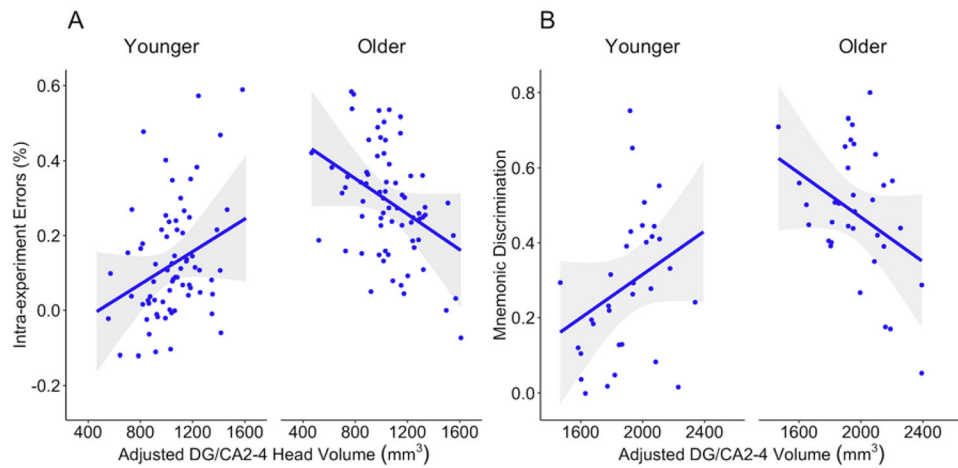 A
B
Younger
Older
Younger
Older
Intra-experiment Errors (%)
0.6
0.4
0.2
0.0
-0.2
400 800 1200 1600
400 800 1200 1600
Adjusted DG/CA2-4 Head Volume (mm³)
Mnemonic Discrimination
0.8
0.6
0.4
0.2
0.0
1600 2000 2400
1600 2000 2400
Adjusted DG/CA2-4 Volume (mm³)